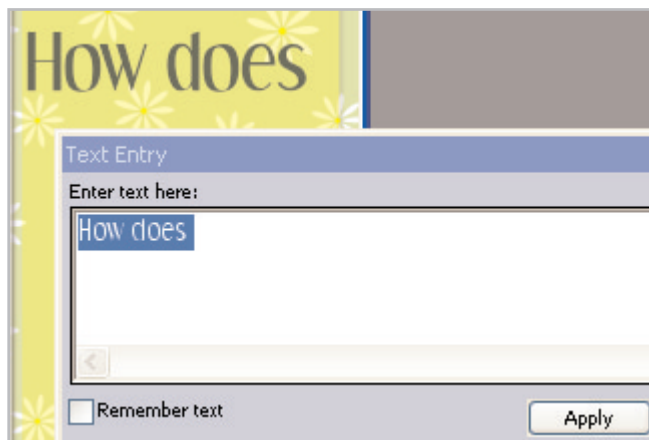 How does
Text Entry
Enter text here:
How does
Remember text
Apply